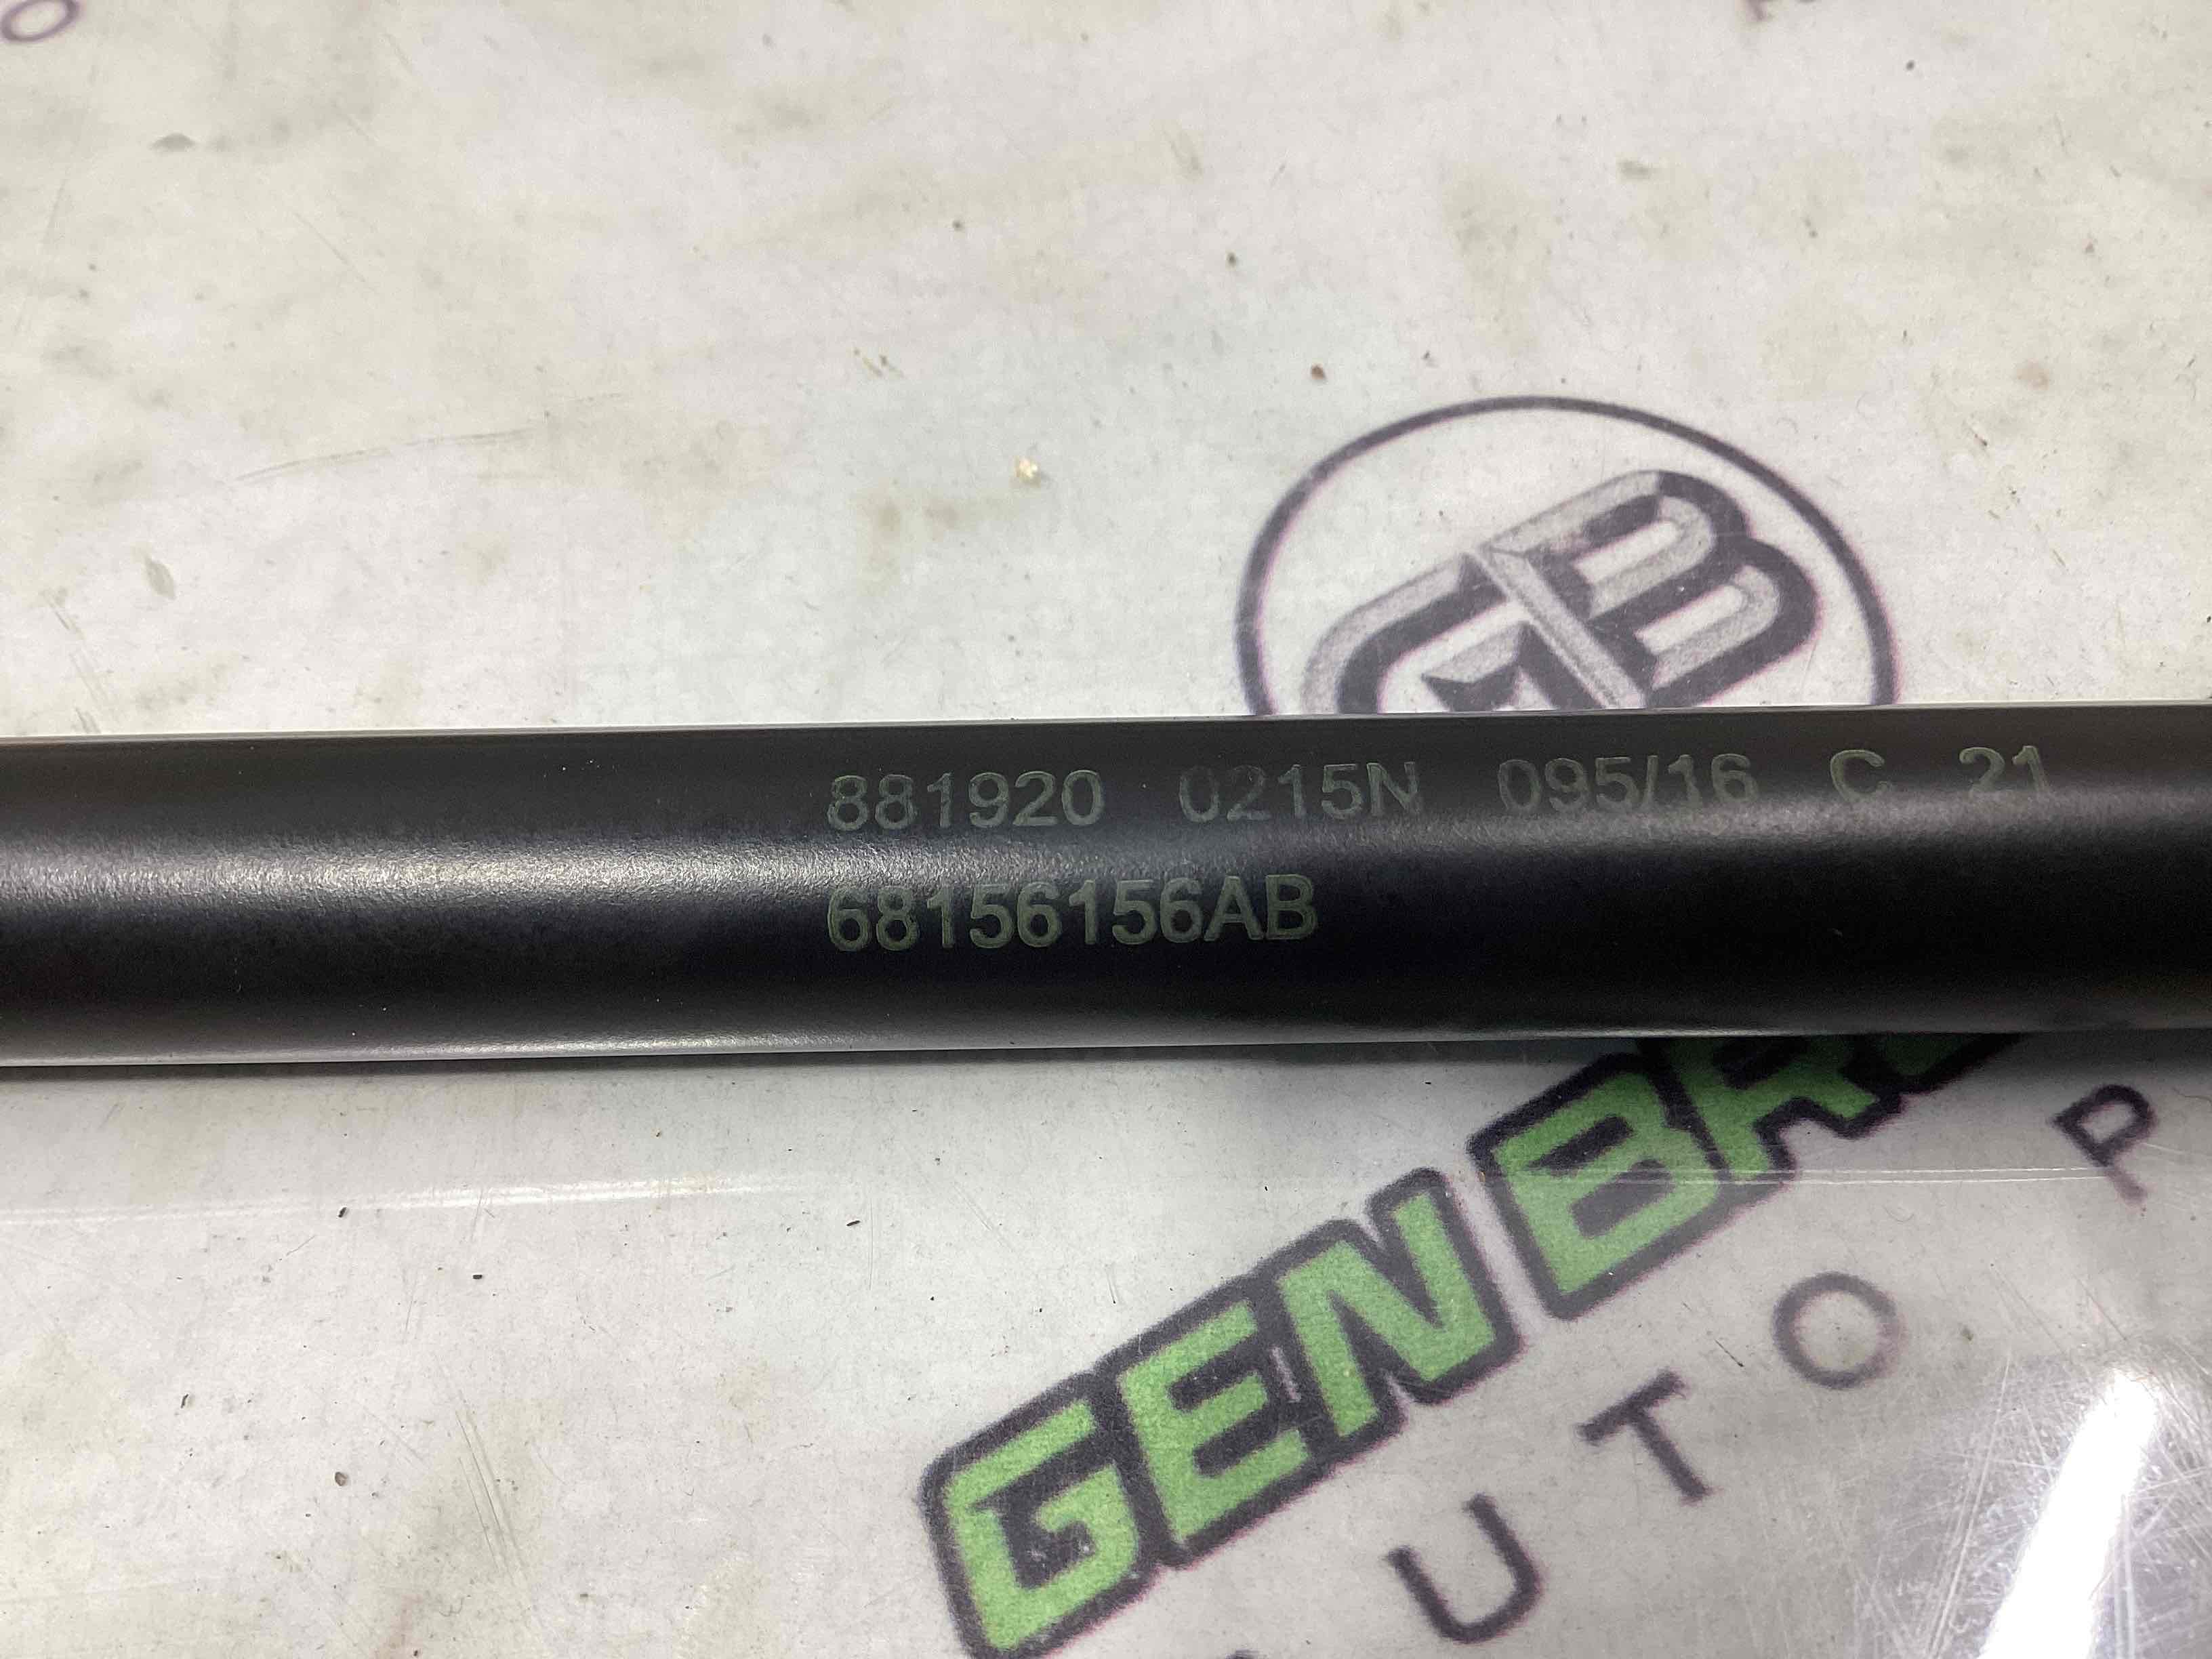 881920 0215N 095/16 C 21
68156156AB
GEN BR
UTO P